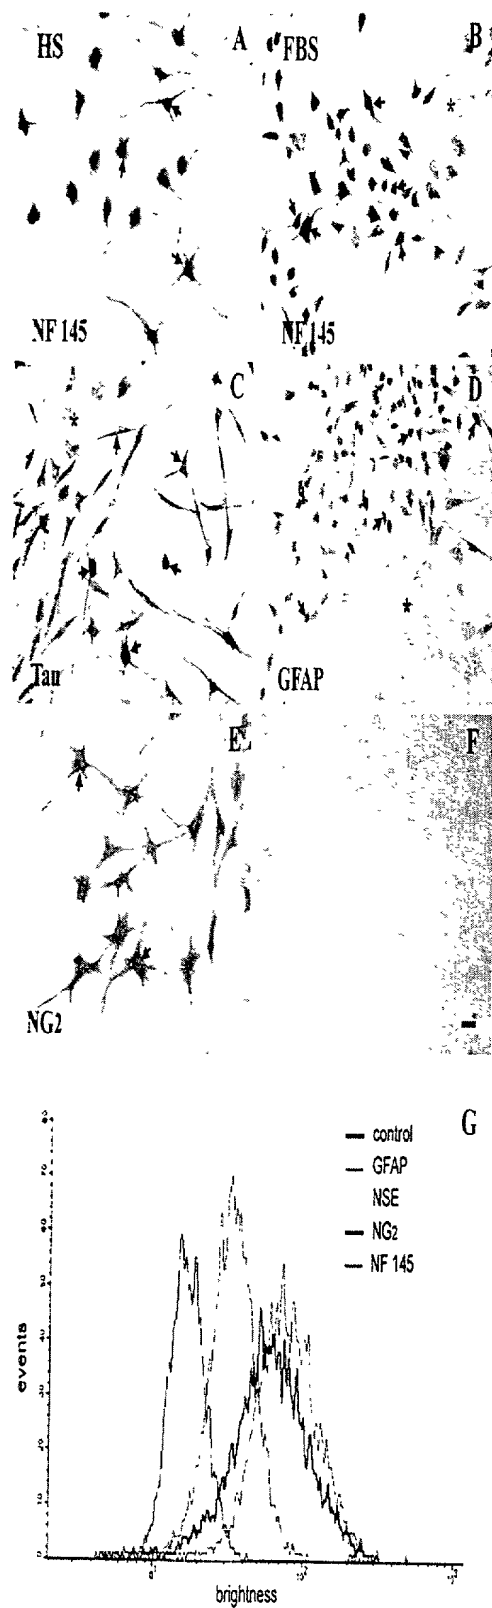 HS
A
FBS
B
NF 145
NF 145
C
D
*
*
*
Tau
GFAP
E
F
NG2
G
control
GFAP
NSE
NG2
NF 145
events
brightness